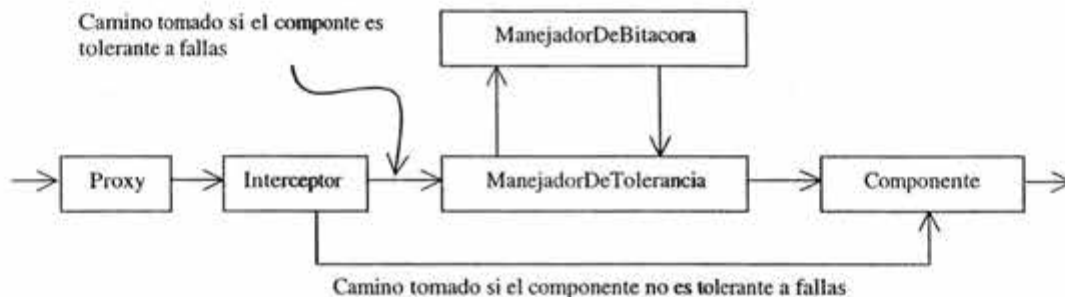 Camino tomado si el componte es
tolerante a fallas
ManejadorDeBitacora
Proxy
Interceptor
ManejadorDeTolerancia
Componente
Camino tomado si el componente no es tolerante a fallas